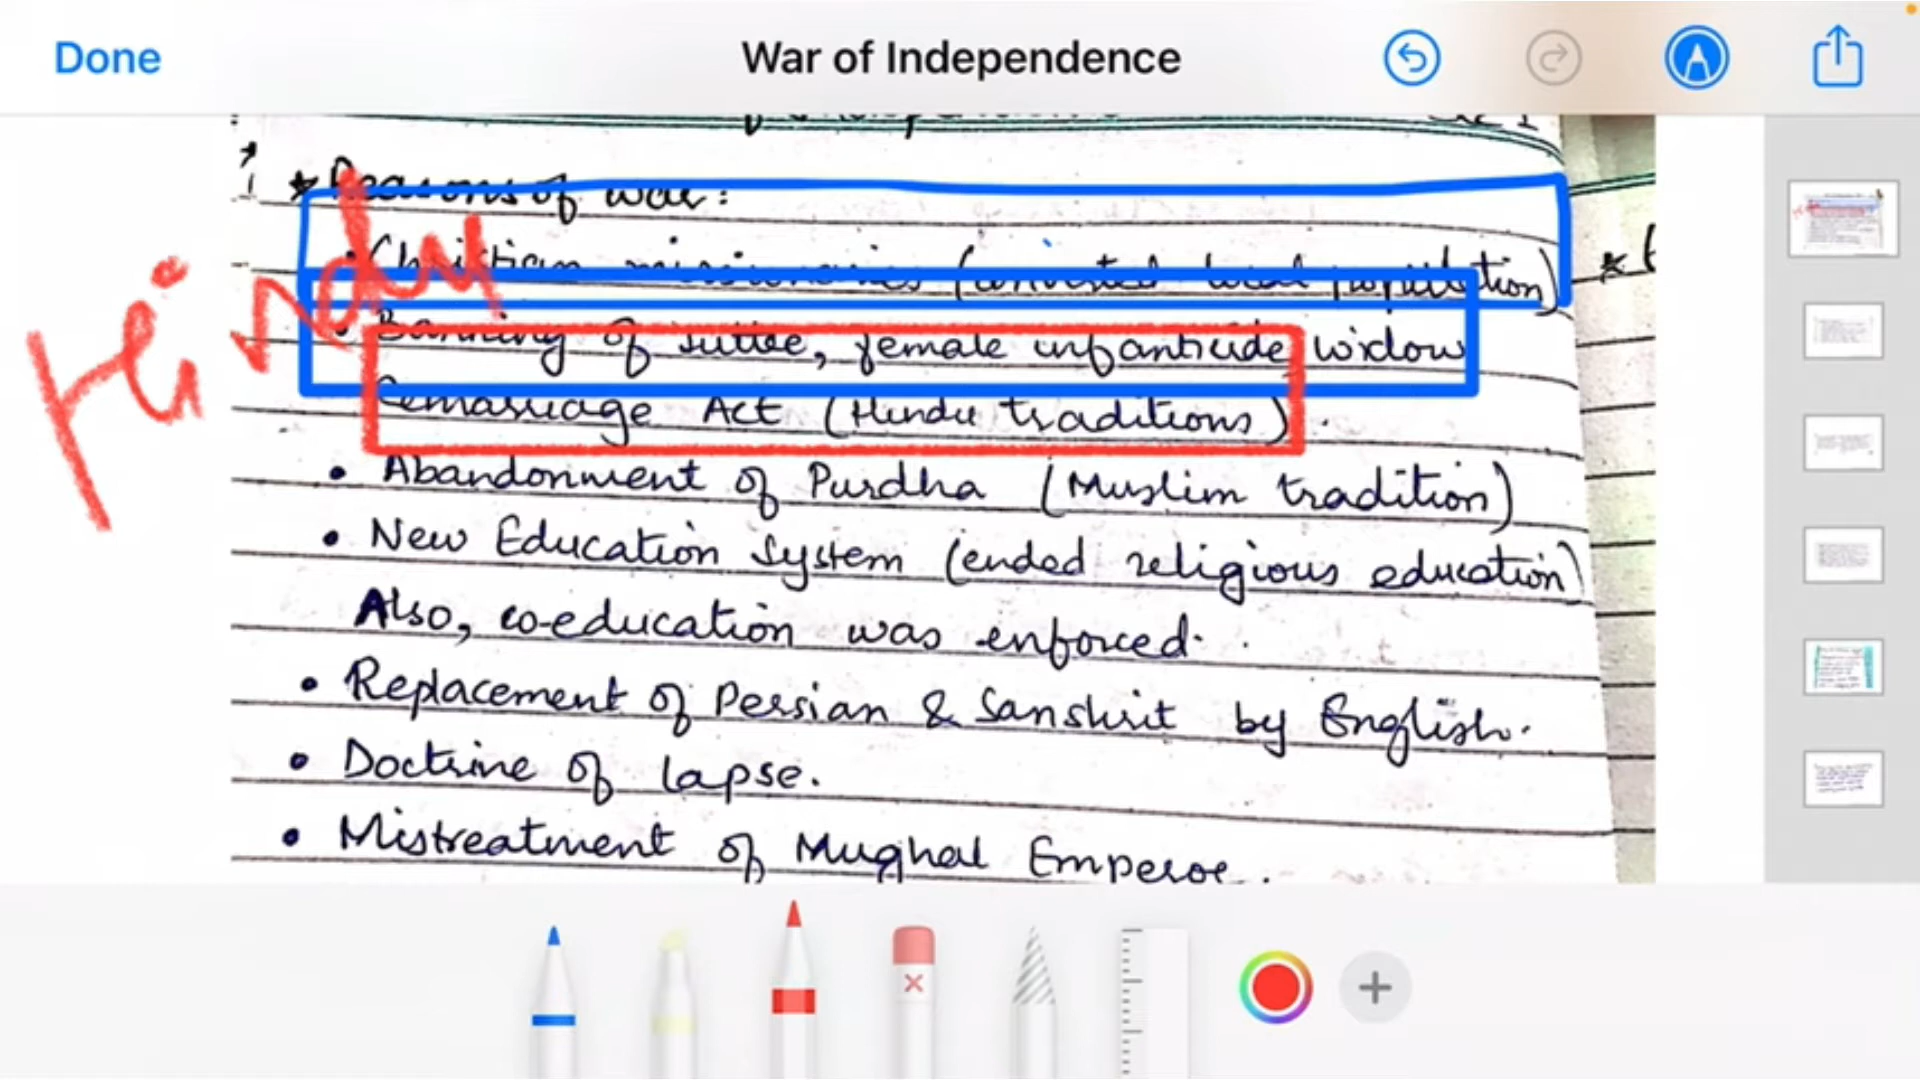 Done
War of Independence
* Reasons of war:
• Christian missionaries (converted local population)
• Banning of suttee, female infanticide widow
Remarriage Act (Hindu traditions).
Hindu
• Abandonment of Purdha (Muslim tradition)
• New Education System (ended religious education)
Also, co-education was enforced.
• Replacement of Persian & Sanskrit by English.
• Doctrine of lapse.
• Mistreatment of Mughal Emperor.